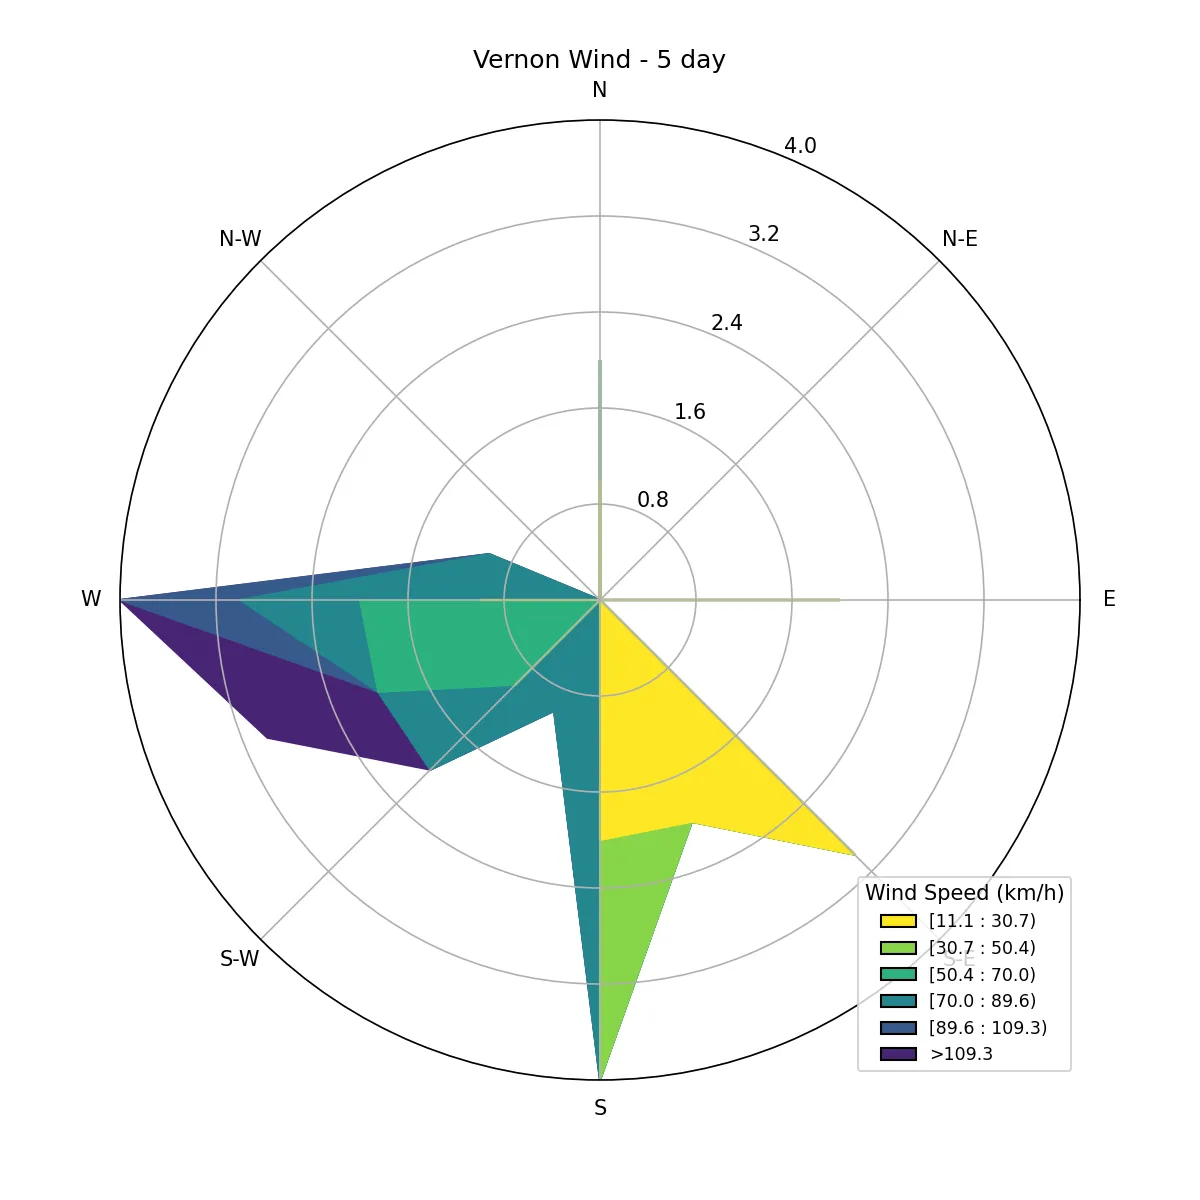 Vernon Wind - 5 day
N
4.0
N-W
3.2
N-E
2.4
1.6
0.8
W
E
S-W
S-E
S
Wind Speed (km/h)
[11.1 : 30.7)
[30.7 : 50.4)
[50.4 : 70.0)
[70.0 : 89.6)
[89.6 : 109.3)
>109.3